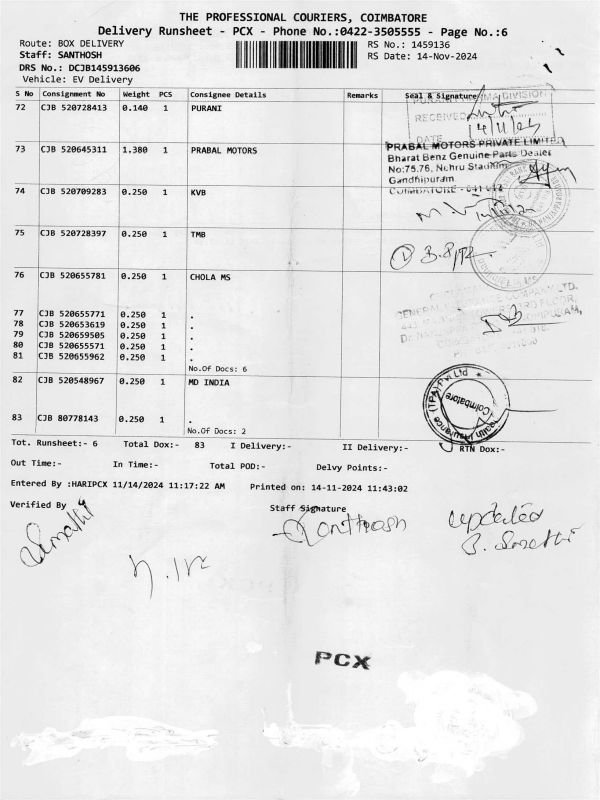 THE PROFESSIONAL COURIERS, COIMBATORE
Delivery Runsheet - PCX - Phone No.:0422-3505555 - Page No.:6
Route: BOX DELIVERY RS No.: 1459136
Staff: SANTHOSH RS Date: 14-Nov-2024
DRS No.: DCJB145913606
Vehicle: EV Delivery
S No Consignment No Weight PCS Consignee Details Remarks Seal & Signature
72 CJB 520728413 0.140 1 PURANI
DIVISION
RECEIVED
DATE 14/11/24
73 CJB 520645311 1.380 1 PRABAL MOTORS
PRABAL MOTORS PRIVATE LIMITED
Bharat Benz Genuine Parts Dealer
No:75,76, Nehru Stadium,
Gandhipuram
COIMBATORE - 641 018
74 CJB 520709283 0.250 1 KVB
75 CJB 520728397 0.250 1 TMB
76 CJB 520655781 0.250 1 CHOLA MS
77 CJB 520655771 0.250 1 .
78 CJB 520653619 0.250 1 .
79 CJB 520659505 0.250 1 .
80 CJB 520655571 0.250 1 .
81 CJB 520655962 0.250 1 .
No.Of Docs: 6
82 CJB 520548967 0.250 1 MD INDIA
Health Insurance (TPA) Pvt Ltd
Coimbatore
83 CJB 80778143 0.250 1 .
No.Of Docs: 2
Tot. Runsheet:- 6 Total Dox:- 83 I Delivery:- II Delivery:- RTN Dox:-
Out Time:- In Time:- Total POD:- Delvy Points:-
Entered By :HARIPCX 11/14/2024 11:17:22 AM Printed on: 14-11-2024 11:43:02
Verified By Staff Signature
Santhosh
updated
PCX